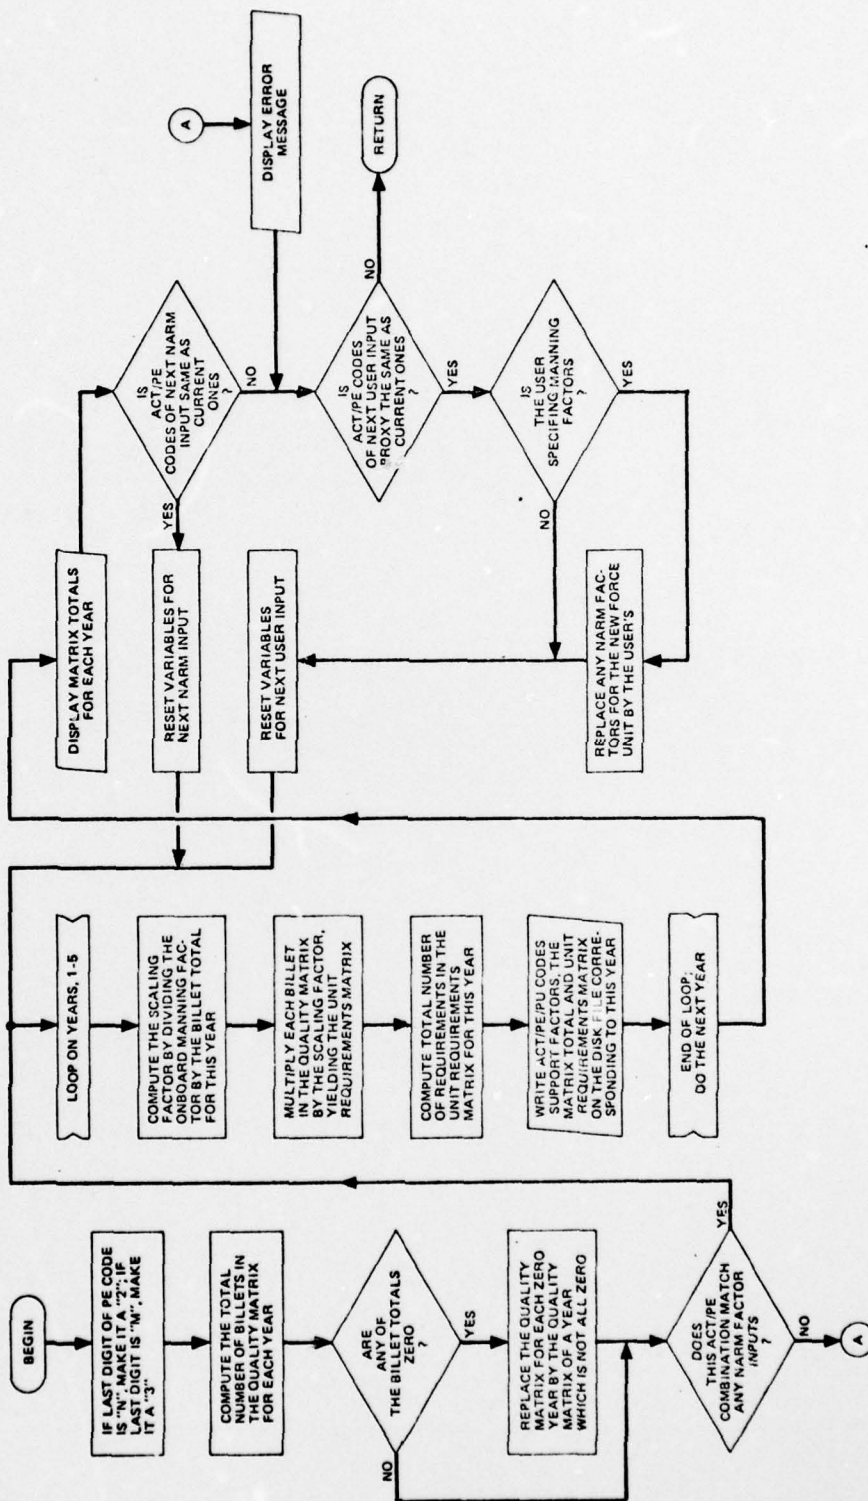 BEGIN
IF LAST DIGIT OF PE CODE
IS "N", MAKE IT A "2"; IF
LAST DIGIT IS "M", MAKE
IT A "3"
COMPUTE THE TOTAL
NUMBER OF BILLETS IN
THE QUALITY MATRIX
FOR EACH YEAR
ARE
ANY OF
THE BILLET TOTALS
ZERO
?
NO
YES
REPLACE THE QUALITY
MATRIX FOR EACH ZERO
YEAR BY THE QUALITY
MATRIX OF A YEAR
WHICH IS NOT ALL ZERO
DOES
THIS ACT/PE
COMBINATION MATCH
ANY NARM FACTOR
INPUTS
?
YES
NO
A
LOOP ON YEARS, 1-5
COMPUTE THE SCALING
FACTOR BY DIVIDING THE
ONBOARD MANNING FAC-
TOR BY THE BILLET TOTAL
FOR THIS YEAR
MULTIPLY EACH BILLET
IN THE QUALITY MATRIX
BY THE SCALING FACTOR,
YIELDING THE UNIT
REQUIREMENTS MATRIX
COMPUTE TOTAL NUMBER
OF REQUIREMENTS IN THE
UNIT REQUIREMENTS
MATRIX FOR THIS YEAR
WRITE ACT/PE/PU CODES
SUPPORT FACTORS, THE
MATRIX TOTAL AND UNIT
REQUIREMENTS MATRIX
ON THE DISK FILE CORRE-
SPONDING TO THIS YEAR
END OF LOOP;
DO THE NEXT YEAR
DISPLAY MATRIX TOTALS
FOR EACH YEAR
RESET VARIABLES FOR
NEXT NARM INPUT
RESET VARIABLES
FOR NEXT USER INPUT
REPLACE ANY NARM FAC-
TORS FOR THE NEW FORCE
UNIT BY THE USER'S
IS
ACT/PE
CODES OF NEXT NARM
INPUT SAME AS
CURRENT
ONES
?
YES
NO
IS
ACT/PE CODES
OF NEXT USER INPUT
PROXY THE SAME AS
CURRENT ONES
?
NO
YES
IS
THE USER
SPECIFING MANNING
FACTORS
?
NO
YES
A
DISPLAY ERROR
MESSAGE
RETURN